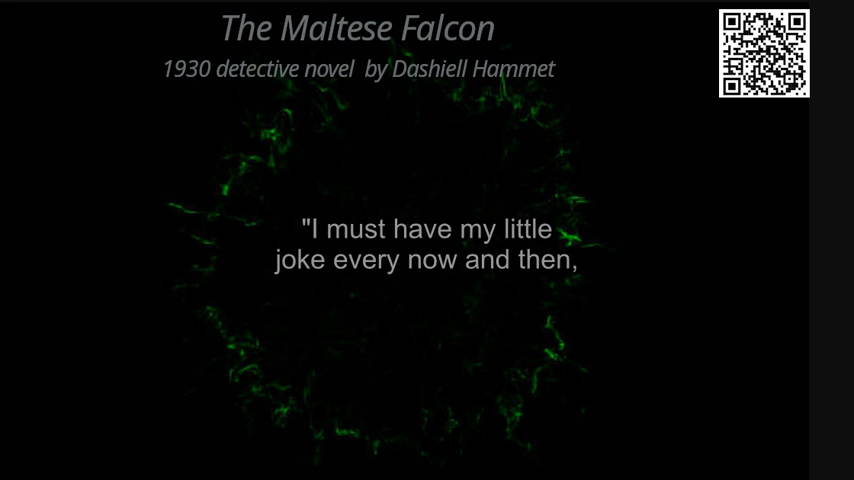 The Maltese Falcon
1930 detective novel by Dashiell Hammet
"I must have my little
joke every now and then,